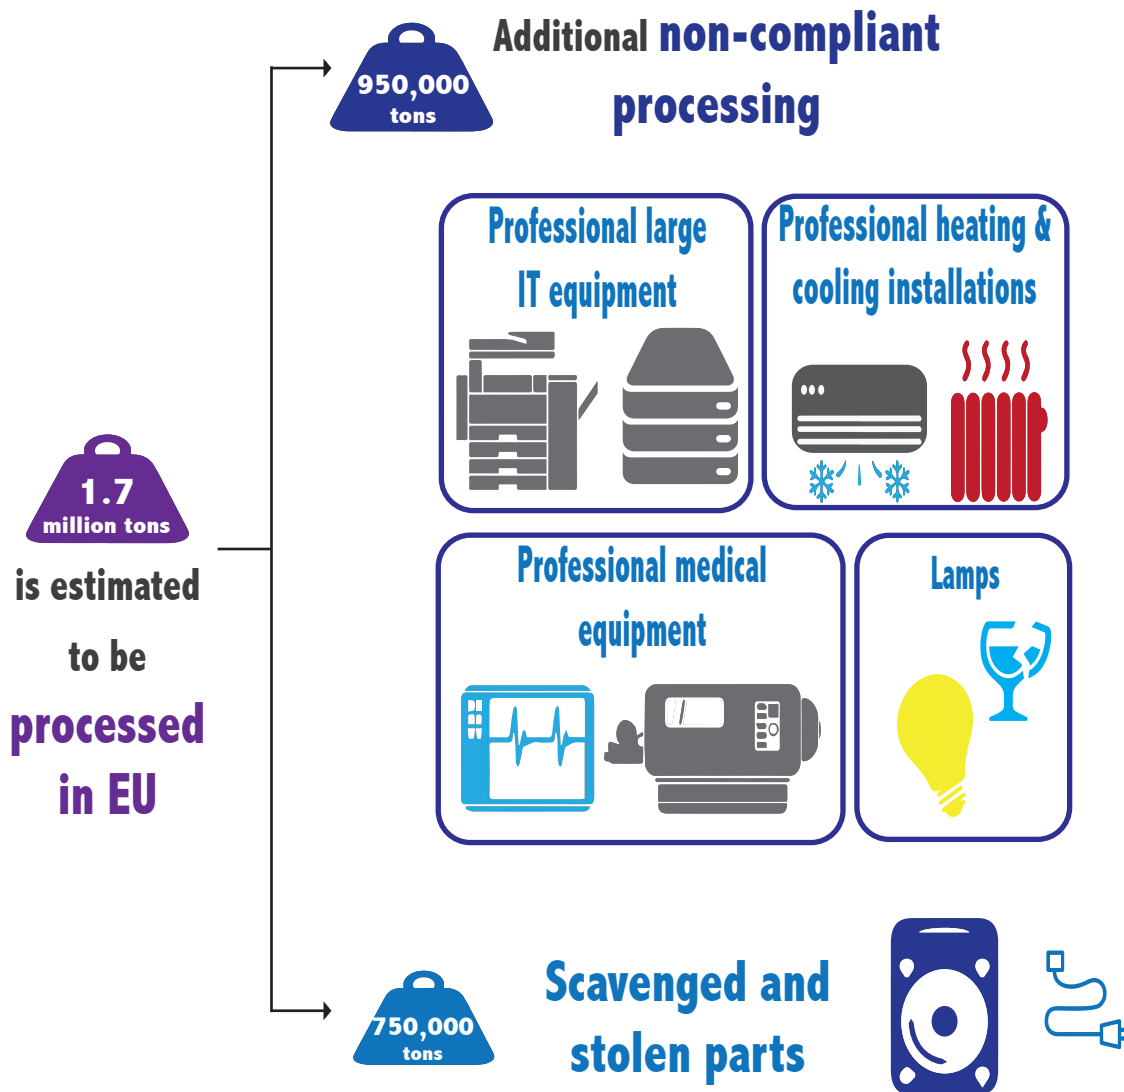 950,000
tons
Additional non-compliant
processing
Professional large
IT equipment
Professional heating &
cooling installations
1.7
million tons
is estimated
to be
processed
in EU
Professional medical
equipment
Lamps
750,000
tons
Scavenged and
stolen parts